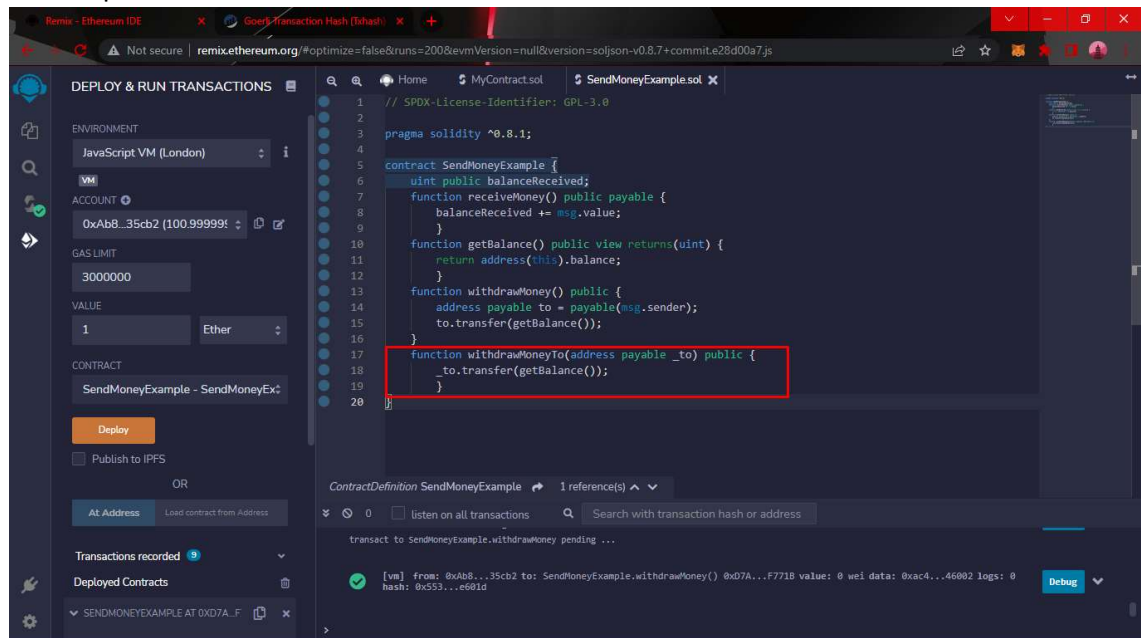 Remix - Ethereum IDE
Goerli Transaction Hash (Txhash)
Not secure | remix.ethereum.org/#optimize=false&runs=200&evmVersion=null&version=soljson-v0.8.7+commit.e28d00a7.js
DEPLOY & RUN TRANSACTIONS
ENVIRONMENT
JavaScript VM (London)
VM
ACCOUNT
0xAb8...35cb2 (100.999999
GAS LIMIT
3000000
VALUE
1
Ether
CONTRACT
SendMoneyExample - SendMoneyEx
Deploy
Publish to IPFS
OR
At Address
Load contract from Address
Transactions recorded 9
Deployed Contracts
SENDMONEYEXAMPLE AT 0XD7A...F
Home
MyContract.sol
SendMoneyExample.sol
1 // SPDX-License-Identifier: GPL-3.0
2
3 pragma solidity ^0.8.1;
4
5 contract SendMoneyExample {
6 uint public balanceReceived;
7 function receiveMoney() public payable {
8 balanceReceived += msg.value;
9 }
10 function getBalance() public view returns(uint) {
11 return address(this).balance;
12 }
13 function withdrawMoney() public {
14 address payable to = payable(msg.sender);
15 to.transfer(getBalance());
16 }
17 function withdrawMoneyTo(address payable _to) public {
18 _to.transfer(getBalance());
19 }
20 }
ContractDefinition SendMoneyExample 1 reference(s)
0
listen on all transactions
Search with transaction hash or address
transact to SendMoneyExample.withdrawMoney pending ...
[vm] from: 0xAb8...35cb2 to: SendMoneyExample.withdrawMoney() 0xD7A...F771B value: 0 wei data: 0xac4...46002 logs: 0
hash: 0x553...e601d
Debug
>